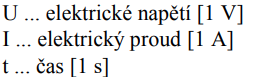 U ... elektrické napětí [1 V]
I ... elektrický proud [1 A]
t ... čas [1 s]